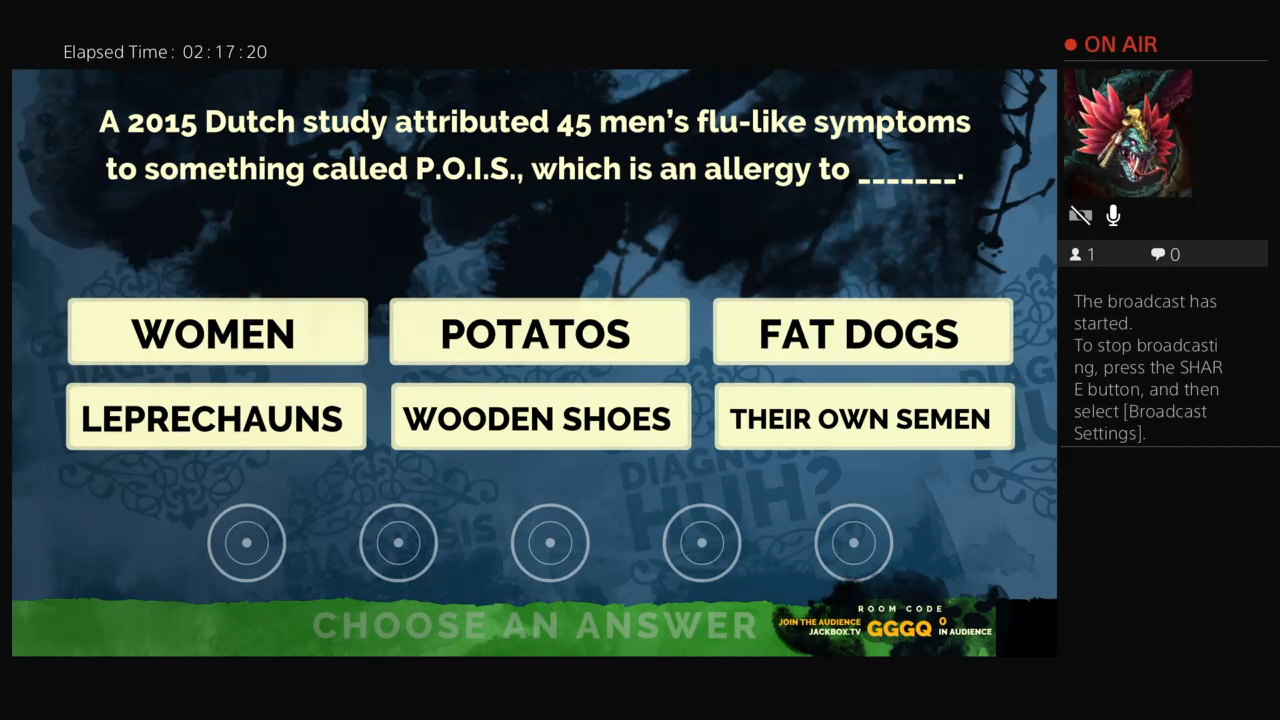 Elapsed Time: 02:17:20
ON AIR
A 2015 Dutch study attributed 45 men's flu-like symptoms
to something called P.O.I.S., which is an allergy to _______.
1
0
The broadcast has
started.
To stop broadcasti
ng, press the SHAR
E button, and then
select [Broadcast
Settings].
WOMEN
POTATOS
FAT DOGS
LEPRECHAUNS
WOODEN SHOES
THEIR OWN SEMEN
DIAGNOSIS
HUH?
CHOOSE AN ANSWER
ROOM CODE
JOIN THE AUDIENCE
JACKBOX.TV
GGGQ
0
IN AUDIENCE